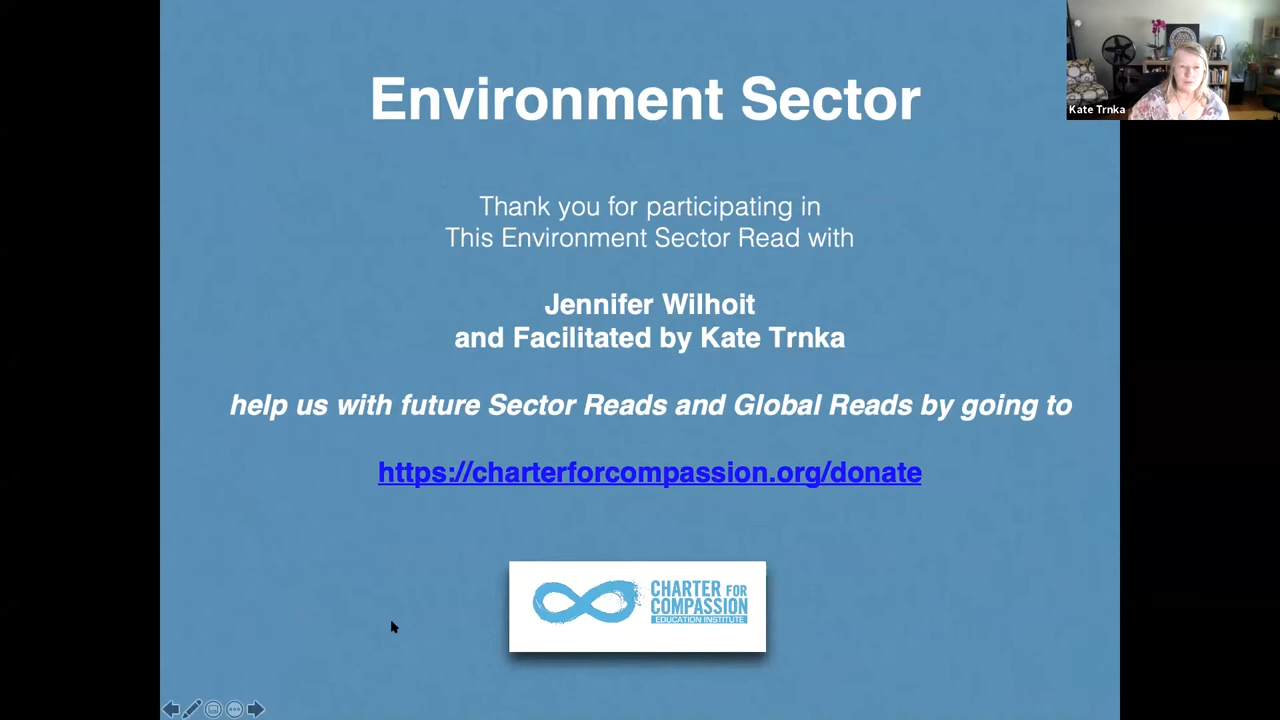 Environment Sector
Kate Trnka
Thank you for participating in
This Environment Sector Read with
Jennifer Wilhoit
and Facilitated by Kate Trnka
help us with future Sector Reads and Global Reads by going to
https://charterforcompassion.org/donate
CHARTER FOR
COMPASSION
EDUCATION INSTITUTE